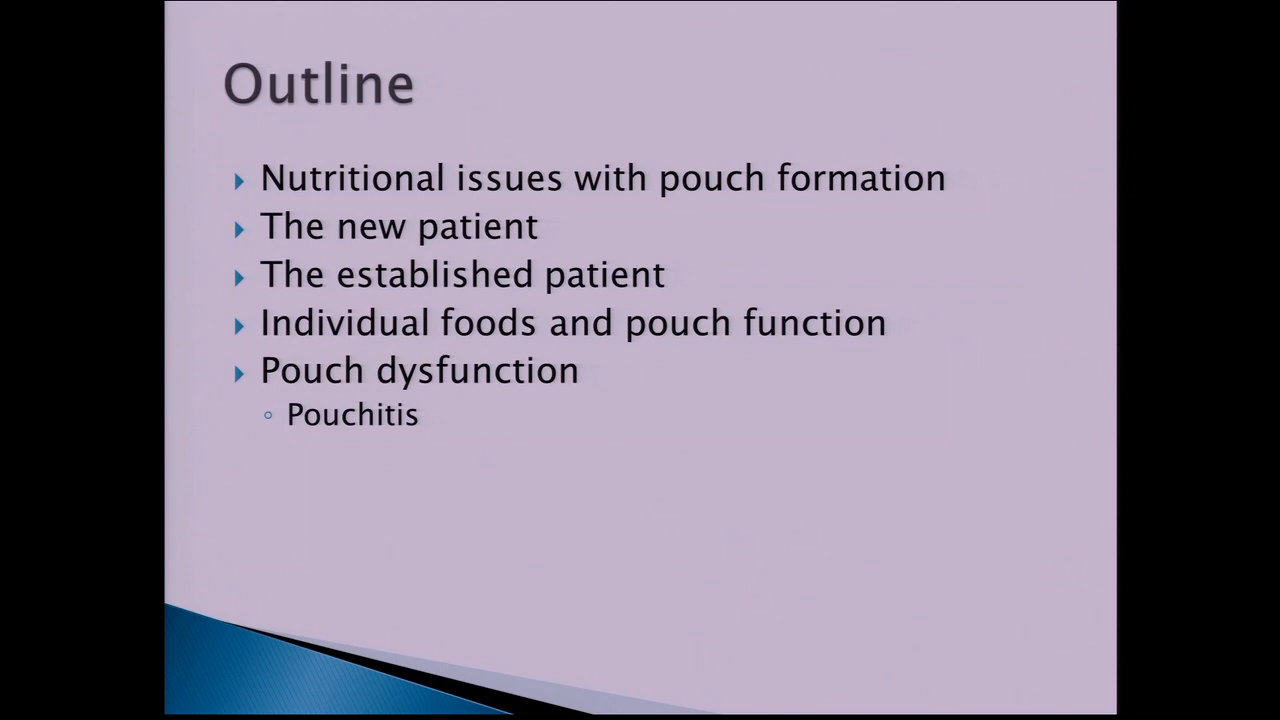 Outline
Nutritional issues with pouch formation
The new patient
The established patient
Individual foods and pouch function
Pouch dysfunction
Pouchitis